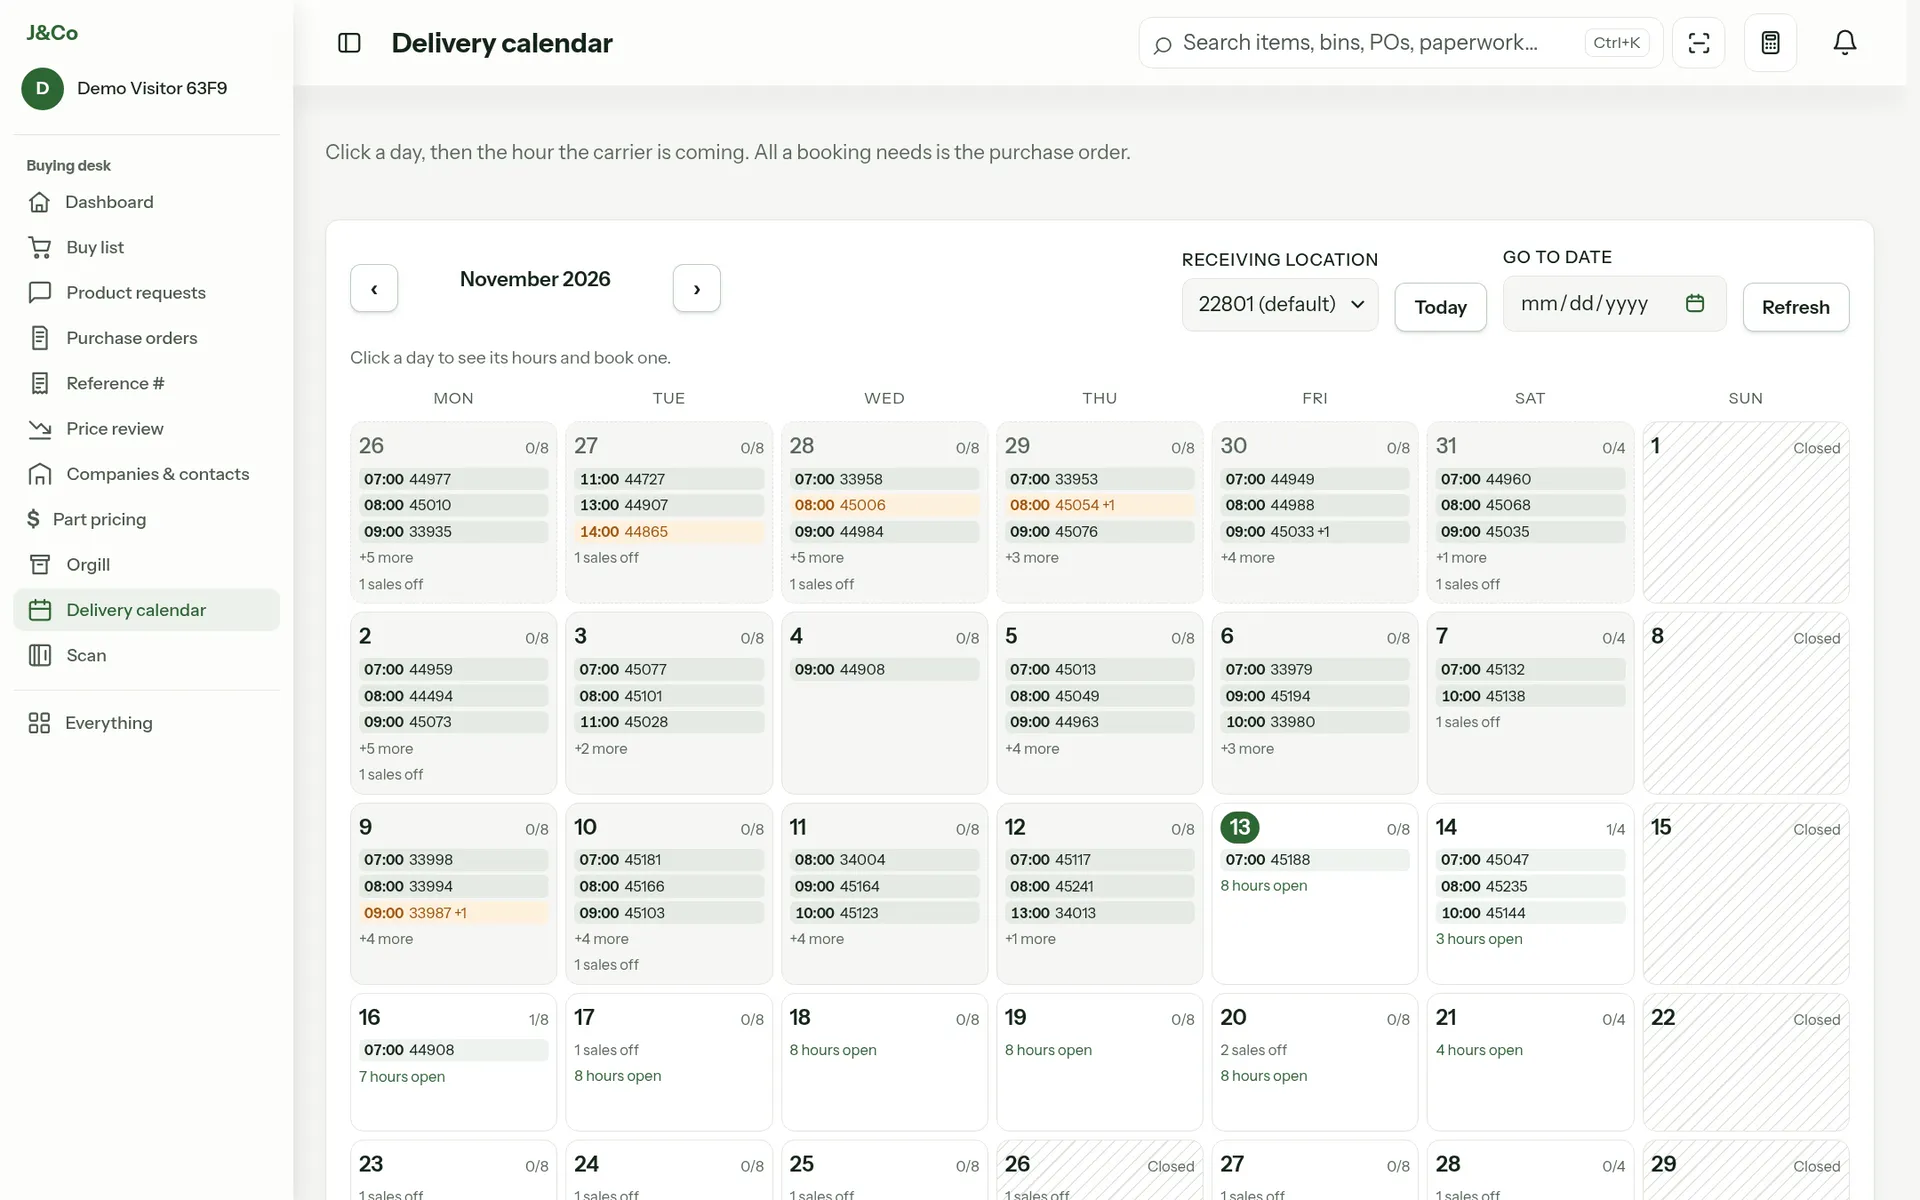 J&Co
D
Demo Visitor 63F9
Buying desk
Dashboard
Buy list
Product requests
Purchase orders
Reference #
Price review
Companies & contacts
$ Part pricing
Orgill
Delivery calendar
Scan
Everything
Delivery calendar
Search items, bins, POs, paperwork...
Ctrl+K
Click a day, then the hour the carrier is coming. All a booking needs is the purchase order.
‹
November 2026
›
RECEIVING LOCATION
22801 (default)
Today
GO TO DATE
mm/dd/yyyy
Refresh
Click a day to see its hours and book one.
MON TUE WED THU FRI SAT SUN
26 0/8
07:00 44977
08:00 45010
09:00 33935
+5 more
1 sales off
27 0/8
11:00 44727
13:00 44907
14:00 44865
1 sales off
28 0/8
07:00 33958
08:00 45006
09:00 44984
+5 more
1 sales off
29 0/8
07:00 33953
08:00 45054 +1
09:00 45076
+3 more
30 0/8
07:00 44949
08:00 44988
09:00 45033 +1
+4 more
31 0/4
07:00 44960
08:00 45068
09:00 45035
+1 more
1 sales off
1 Closed
2 0/8
07:00 44959
08:00 44494
09:00 45073
+5 more
1 sales off
3 0/8
07:00 45077
08:00 45101
11:00 45028
+2 more
4 0/8
09:00 44908
5 0/8
07:00 45013
08:00 45049
09:00 44963
+4 more
6 0/8
07:00 33979
09:00 45194
10:00 33980
+3 more
7 0/4
07:00 45132
10:00 45138
1 sales off
8 Closed
9 0/8
07:00 33998
08:00 33994
09:00 33987 +1
+4 more
10 0/8
07:00 45181
08:00 45166
09:00 45103
+4 more
1 sales off
11 0/8
08:00 34004
09:00 45164
10:00 45123
+4 more
12 0/8
07:00 45117
08:00 45241
13:00 34013
+1 more
13 0/8
07:00 45188
8 hours open
14 1/4
07:00 45047
08:00 45235
10:00 45144
3 hours open
15 Closed
16 1/8
07:00 44908
7 hours open
17 0/8
1 sales off
8 hours open
18 0/8
8 hours open
19 0/8
8 hours open
20 0/8
2 sales off
8 hours open
21 0/4
4 hours open
22 Closed
23 0/8
1 sales off
24 0/8
1 sales off
25 0/8
1 sales off
26 Closed
1 sales off
27 0/8
1 sales off
28 0/4
1 sales off
29 Closed